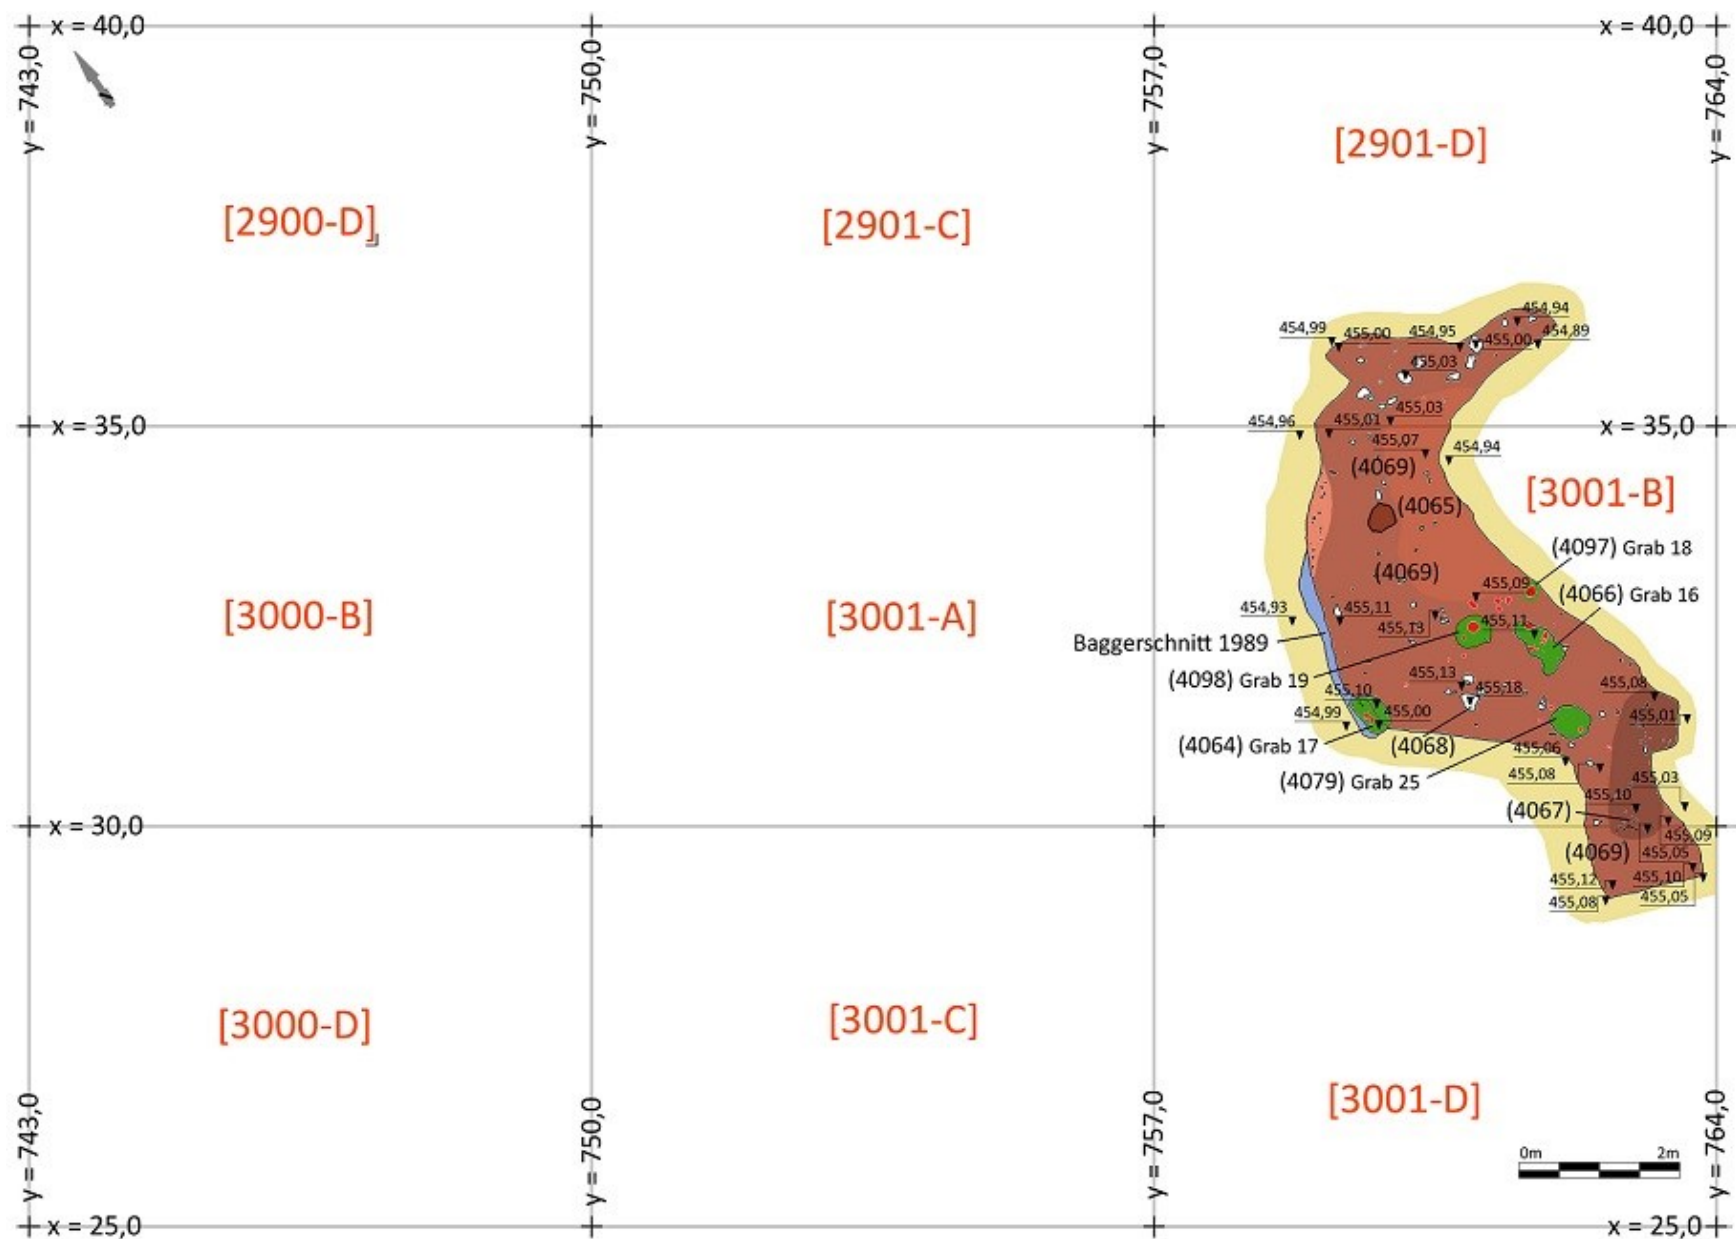 x = 40,0
x = 40,0
y = 743,0
y = 750,0
y = 757,0
y = 764,0
[2901-D]
[2900-D]
[2901-C]
454,94
454,99
455,00
454,95
455,00
454,89
455,03
455,03
x = 35,0
454,96
455,01
x = 35,0
455,07
454,94
(4069)
[3001-B]
(4065)
(4097) Grab 18
(4069)
455,09
(4066) Grab 16
454,93
455,11
[3000-B]
[3001-A]
455,13
455,11
Baggerschnitt 1989
(4098) Grab 19
455,13
455,08
455,10
455,18
454,99
455,00
455,01
(4064) Grab 17
(4068)
455,06
(4079) Grab 25
455,08
455,03
455,10
(4067)
x = 30,0
455,09
(4069)
455,05
455,12
455,10
455,08
455,05
[3000-D]
[3001-C]
[3001-D]
y = 743,0
y = 750,0
y = 757,0
y = 764,0
0m
2m
x = 25,0
x = 25,0